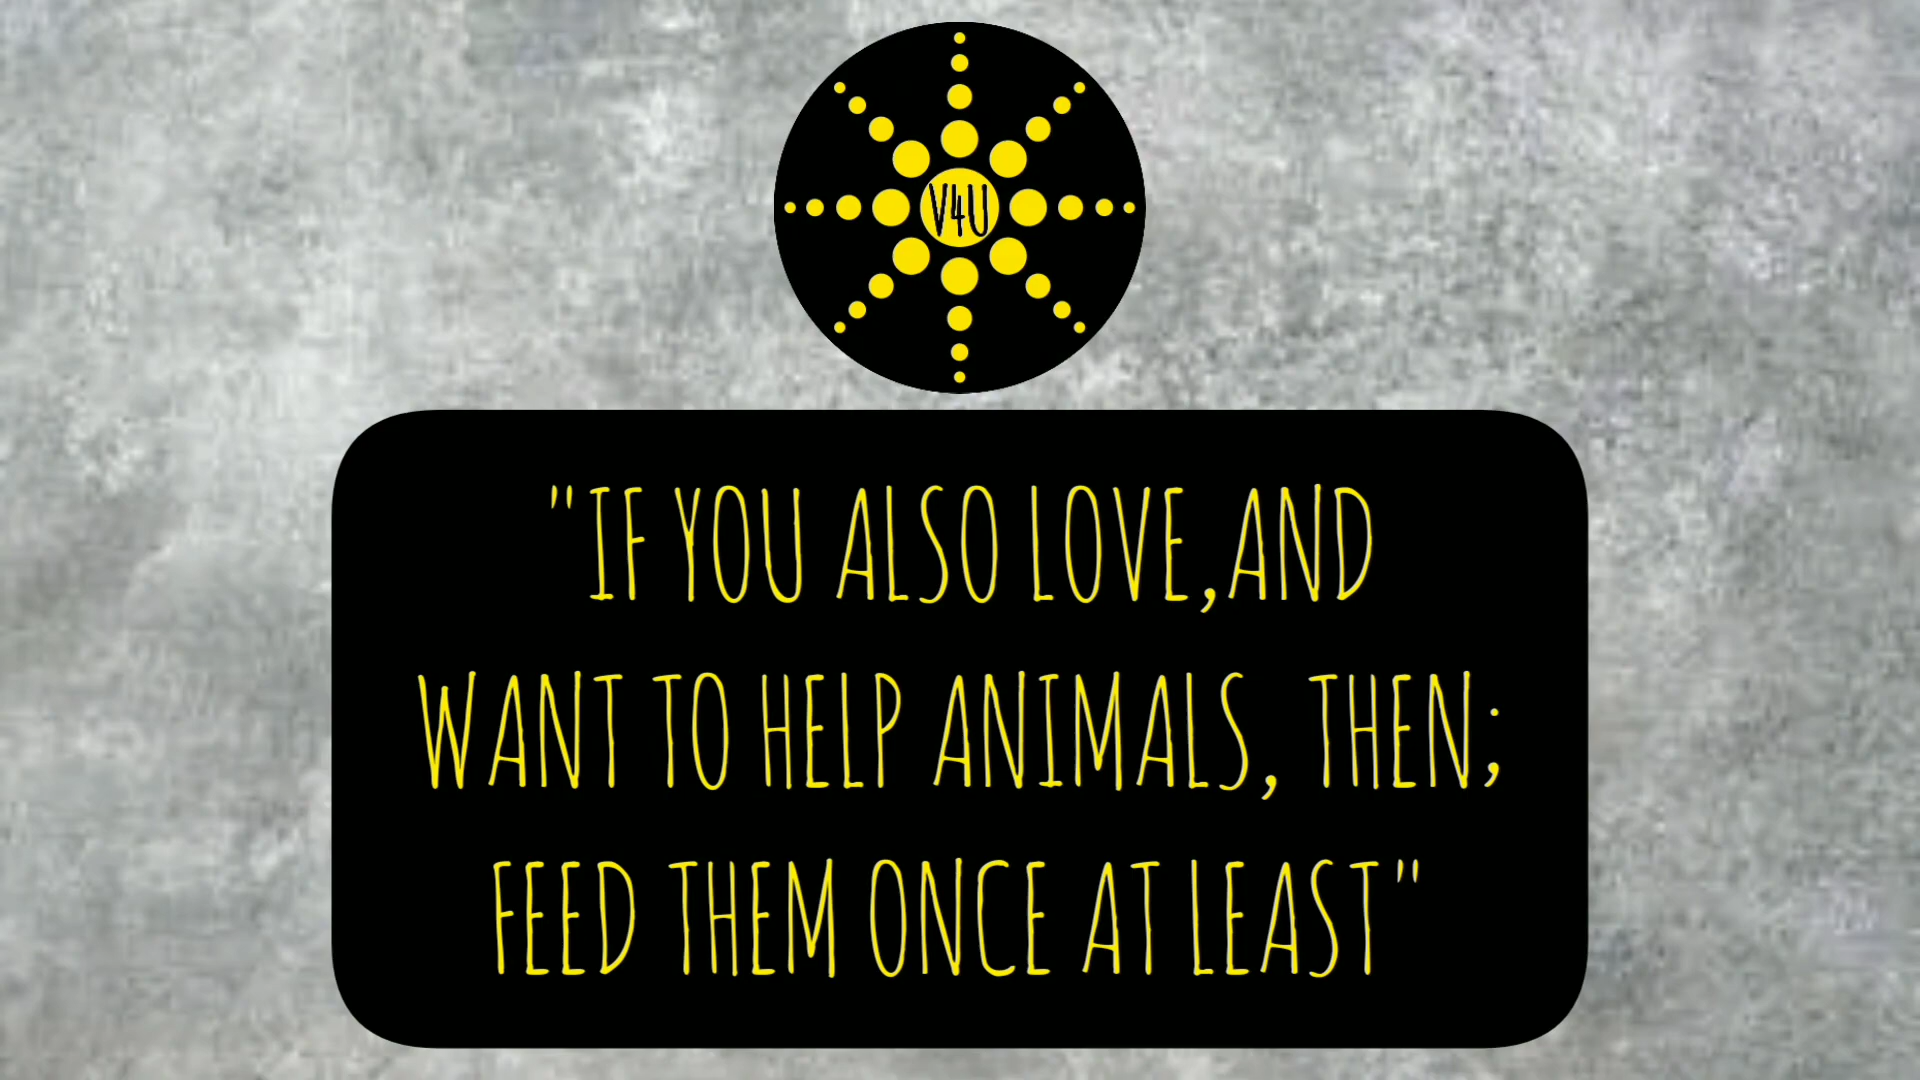 V4U
"IF YOU ALSO LOVE,AND
WANT TO HELP ANIMALS, THEN;
FEED THEM ONCE AT LEAST"